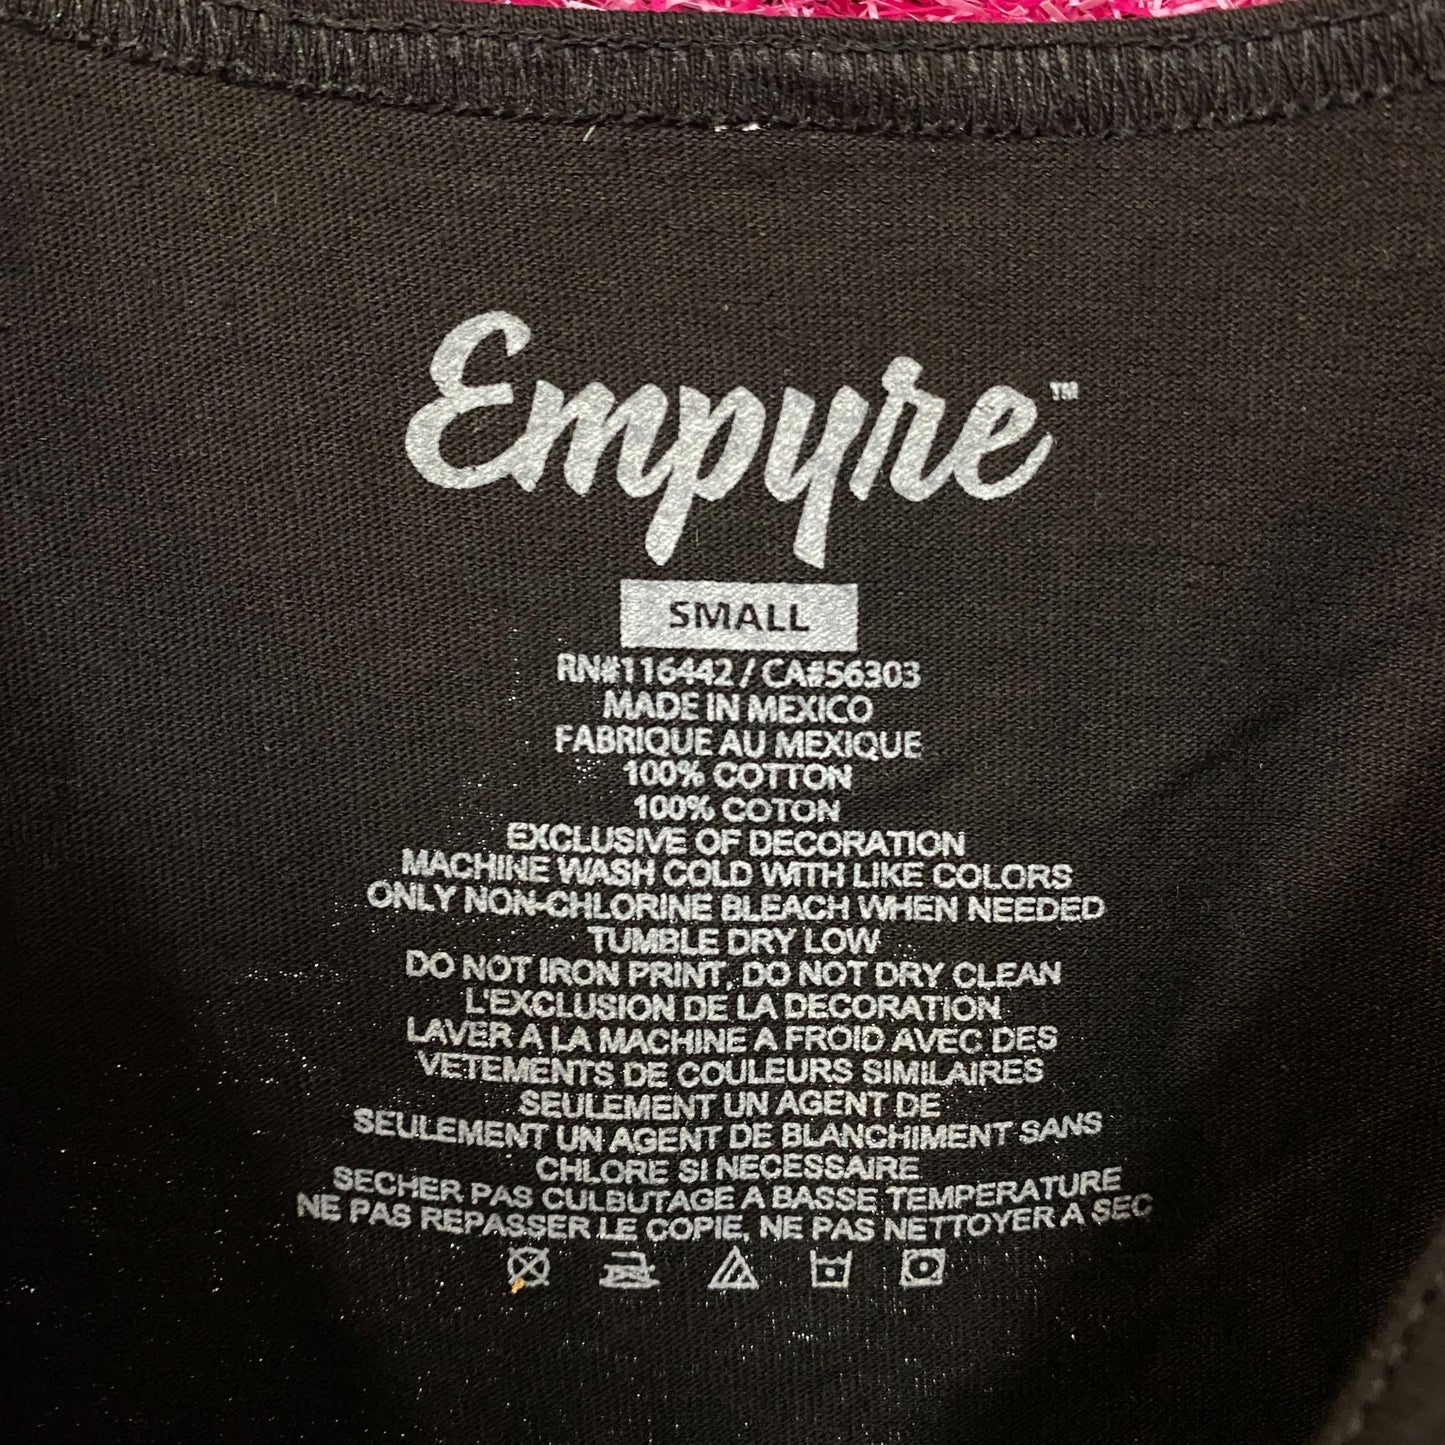 Empyre™
SMALL
RN#116442 / CA#56303
MADE IN MEXICO
FABRIQUE AU MEXIQUE
100% COTTON
100% COTON
EXCLUSIVE OF DECORATION
MACHINE WASH COLD WITH LIKE COLORS
ONLY NON-CHLORINE BLEACH WHEN NEEDED
TUMBLE DRY LOW
DO NOT IRON PRINT, DO NOT DRY CLEAN
L'EXCLUSION DE LA DECORATION
LAVER A LA MACHINE A FROID AVEC DES
VETEMENTS DE COULEURS SIMILAIRES
SEULEMENT UN AGENT DE
SEULEMENT UN AGENT DE BLANCHIMENT SANS
CHLORE SI NECESSAIRE
SECHER PAS CULBUTAGE A BASSE TEMPERATURE
NE PAS REPASSER LE COPIE, NE PAS NETTOYER A SEC